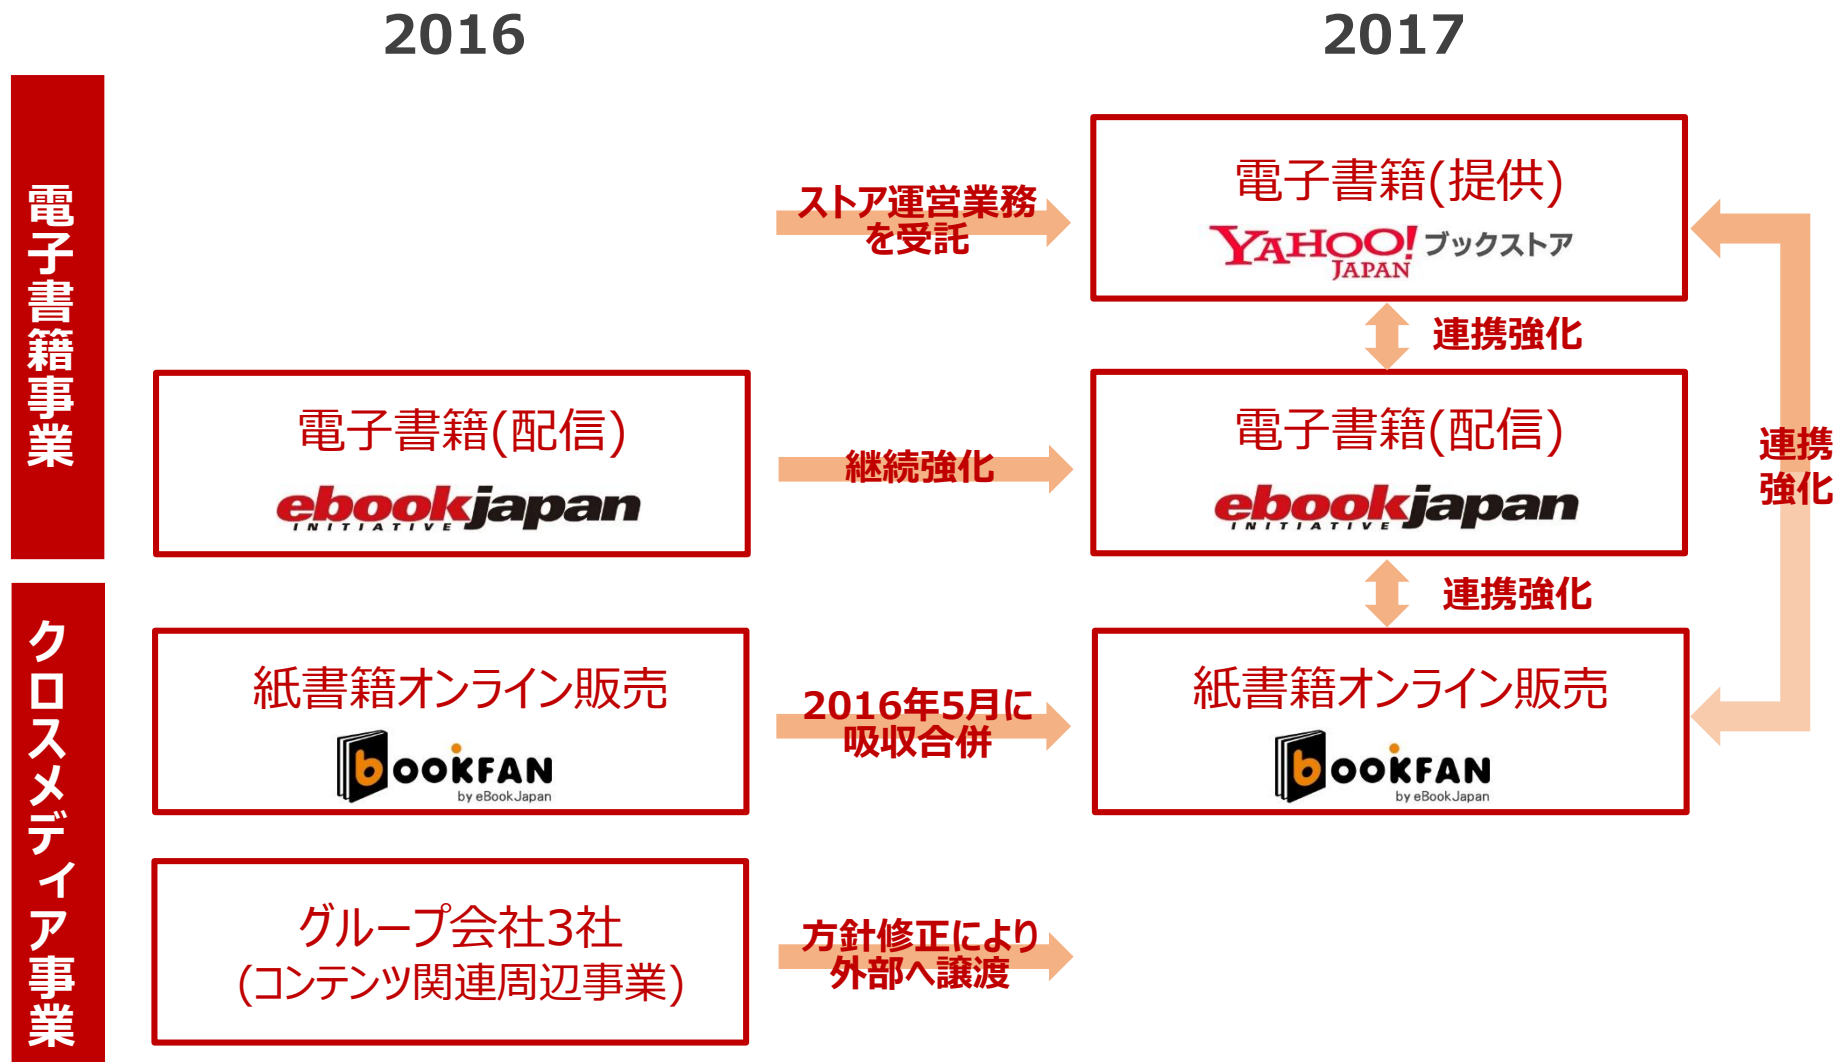 2016
2017
電子書籍事業
ストア運営業務
を受託
電子書籍(提供)
YAHOO! ブックストア
JAPAN
連携強化
電子書籍(配信)
ebookjapan
INITIATIVE
継続強化
電子書籍(配信)
ebookjapan
INITIATIVE
連携
強化
連携強化
クロスメディア事業
紙書籍オンライン販売
bOOKFAN
by eBookJapan
2016年5月に
吸収合併
紙書籍オンライン販売
bOOKFAN
by eBookJapan
グループ会社3社
(コンテンツ関連周辺事業)
方針修正により
外部へ譲渡